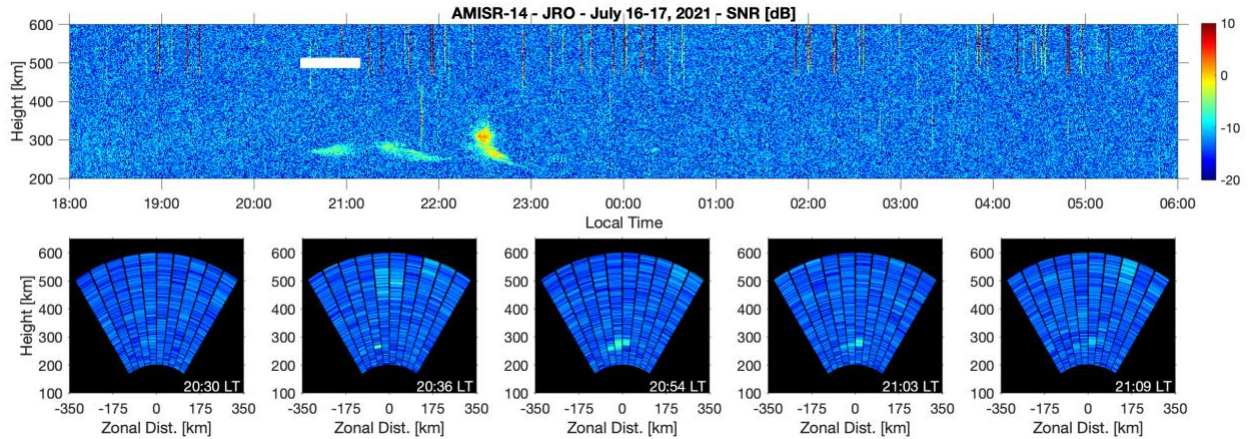 AMISR-14 - JRO - July 16-17, 2021 - SNR [dB]
Height [km]
600
500
400
300
200
18:00 19:00 20:00 21:00 22:00 23:00 00:00 01:00 02:00 03:00 04:00 05:00 06:00
Local Time
10
0
-10
-20
Height [km]
600
500
400
300
200
100
20:30 LT
-350 -175 0 175 350
Zonal Dist. [km]
600
500
400
300
200
100
20:36 LT
-350 -175 0 175 350
Zonal Dist. [km]
600
500
400
300
200
100
20:54 LT
-350 -175 0 175 350
Zonal Dist. [km]
600
500
400
300
200
100
21:03 LT
-350 -175 0 175 350
Zonal Dist. [km]
600
500
400
300
200
100
21:09 LT
-350 -175 0 175 350
Zonal Dist. [km]